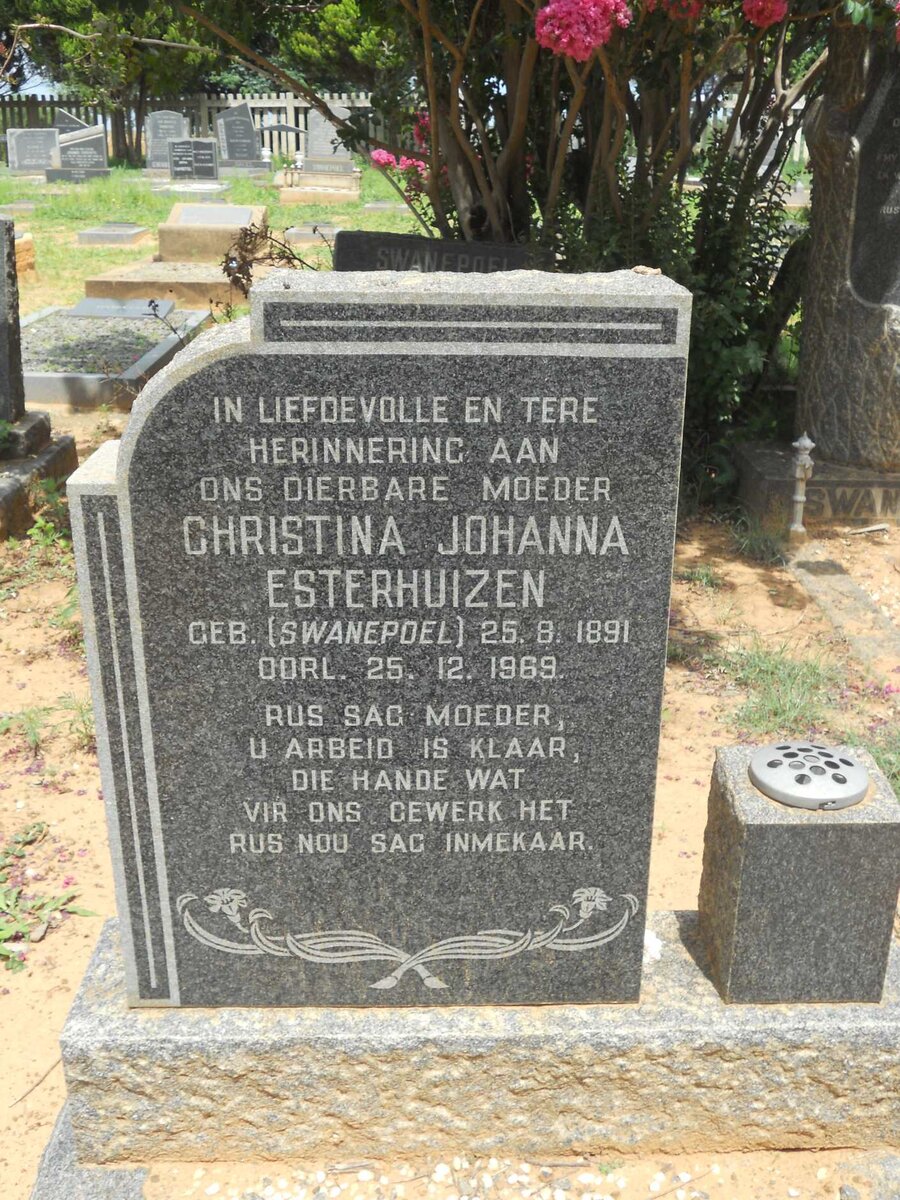 SWANEPOEL
IN LIEFDEVOLLE EN TERE
HERINNERING AAN
ONS DIERBARE MOEDER
CHRISTINA JOHANNA
ESTERHUIZEN
GEB. (SWANEPOEL) 25. 8. 1891
OORL. 25. 12. 1969.
RUS SAG MOEDER,
U ARBEID IS KLAAR,
DIE HANDE WAT
VIR ONS GEWERK HET
RUS NOU SAG INMEKAAR.
SWAN